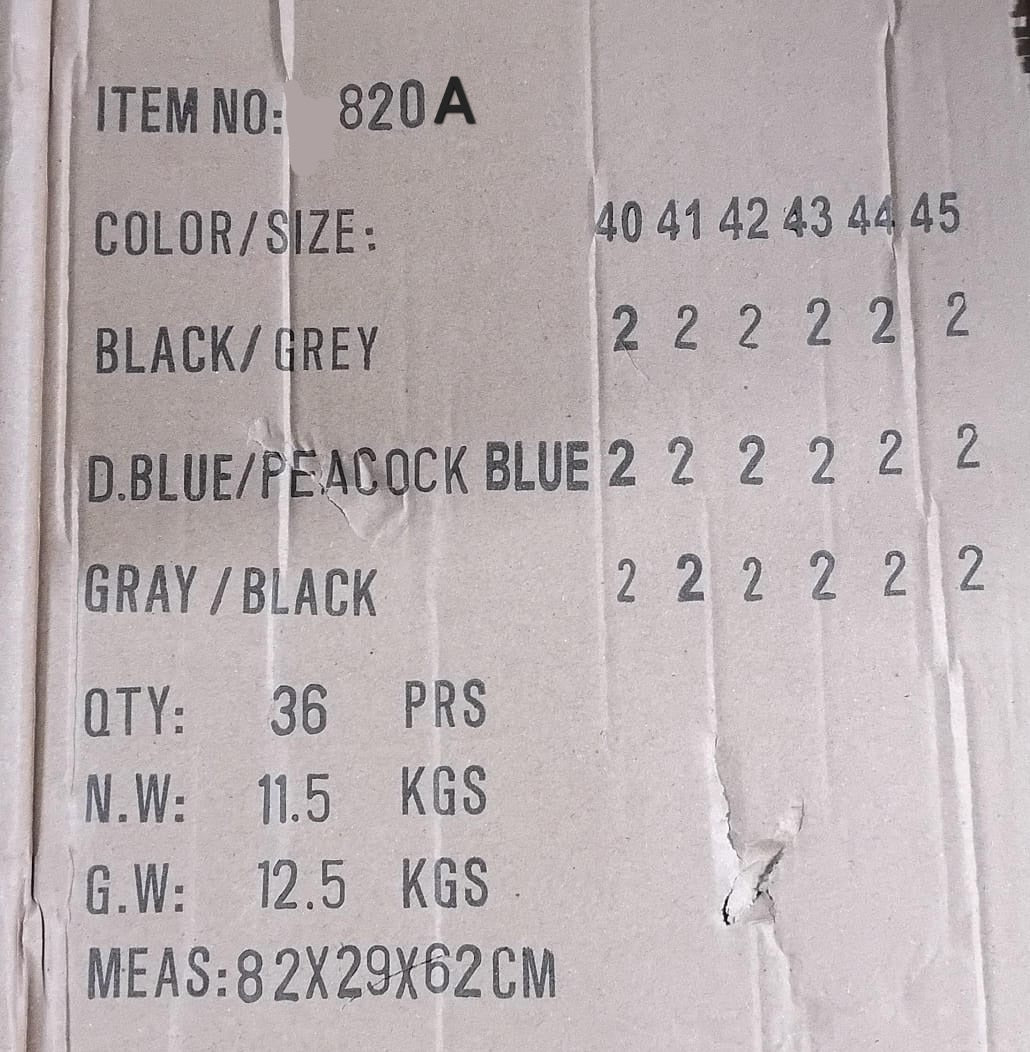 ITEM NO: 820A
COLOR/SIZE: 40 41 42 43 44 45
BLACK/GREY 2 2 2 2 2 2
D.BLUE/PEACOCK BLUE 2 2 2 2 2 2
GRAY/BLACK 2 2 2 2 2 2
QTY: 36 PRS
N.W: 11.5 KGS
G.W: 12.5 KGS
MEAS:82X29X62CM